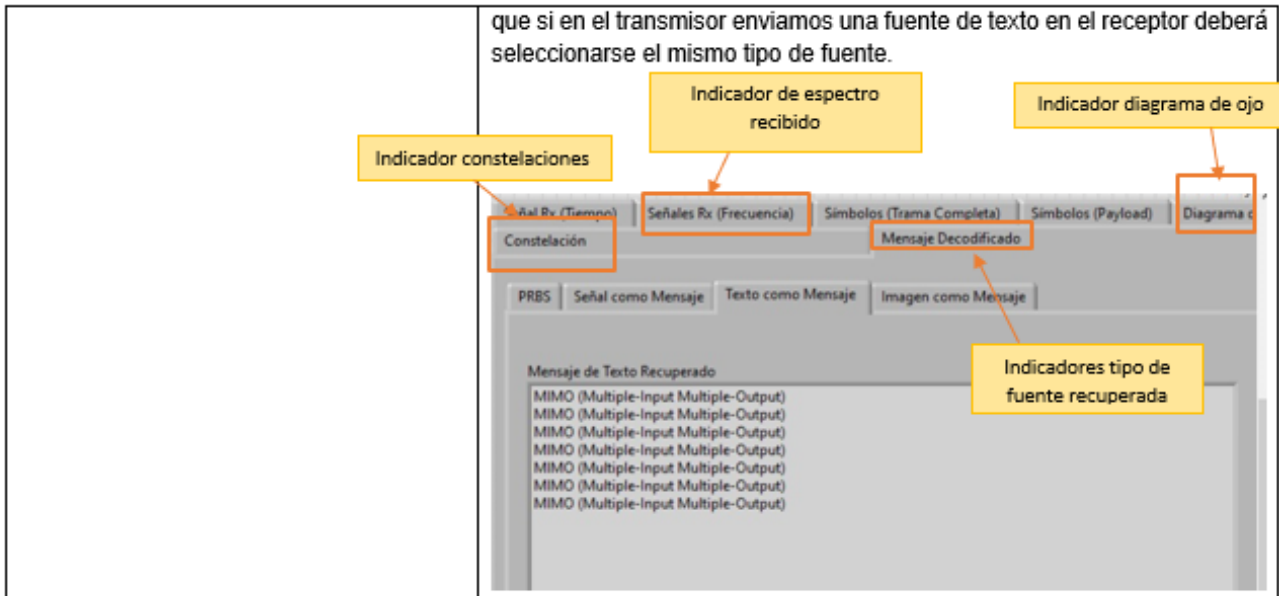 que si en el transmisor enviamos una fuente de texto en el receptor deberá
seleccionarse el mismo tipo de fuente.
Indicador de espectro
recibido
Indicador diagrama de ojo
Indicador constelaciones
Señal Rx (Tiempo)
Señales Rx (Frecuencia)
Símbolos (Trama Completa)
Símbolos (Payload)
Diagrama d
Constelación
Mensaje Decodificado
PRBS
Señal como Mensaje
Texto como Mensaje
Imagen como Mensaje
Indicadores tipo de
fuente recuperada
Mensaje de Texto Recuperado
MIMO (Multiple-Input Multiple-Output)
MIMO (Multiple-Input Multiple-Output)
MIMO (Multiple-Input Multiple-Output)
MIMO (Multiple-Input Multiple-Output)
MIMO (Multiple-Input Multiple-Output)
MIMO (Multiple-Input Multiple-Output)
MIMO (Multiple-Input Multiple-Output)